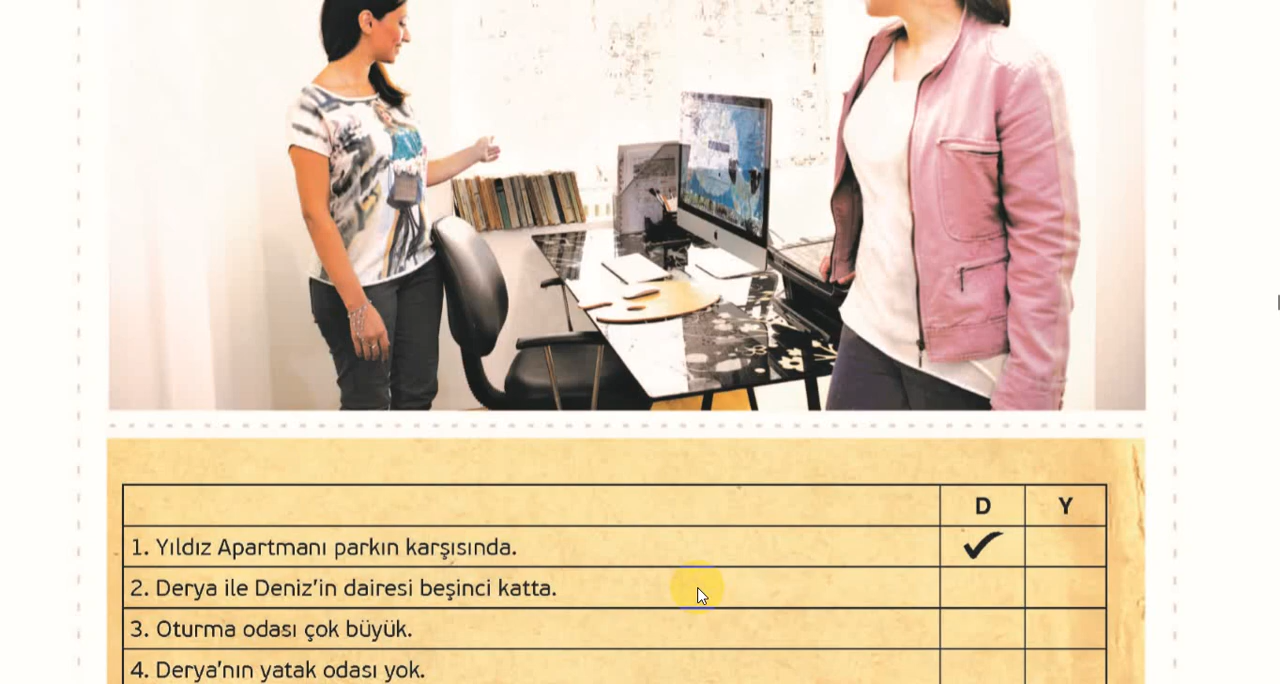 D Y
1. Yıldız Apartmanı parkın karşısında.
2. Derya ile Deniz'in dairesi beşinci katta.
3. Oturma odası çok büyük.
4. Derya'nın yatak odası yok.